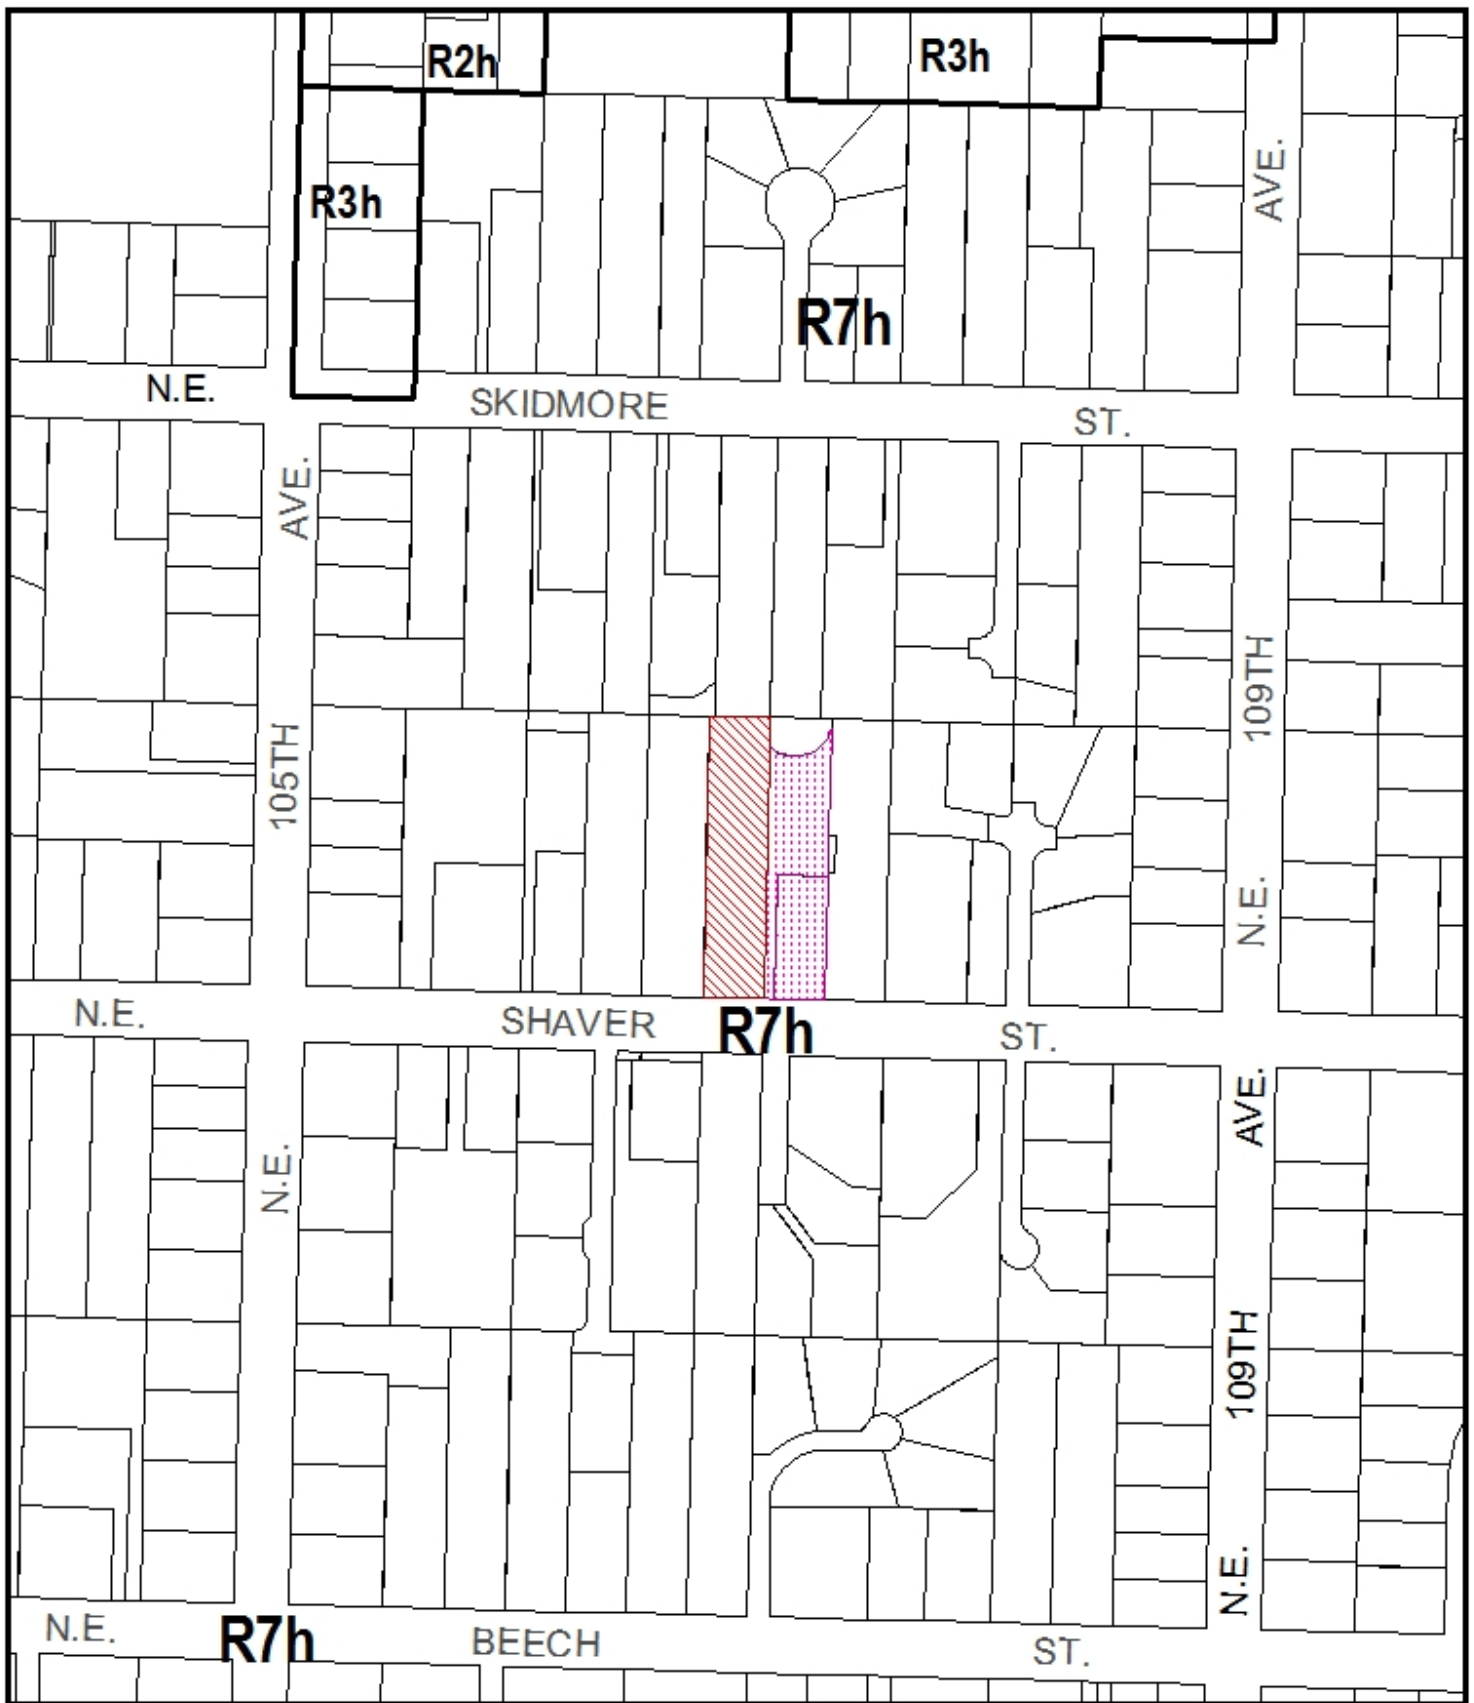 R2h
R3h
R3h
AVE.
R7h
N.E.
SKIDMORE
ST.
AVE.
109TH
105TH
N.E.
N.E.
SHAVER
R7h
ST.
AVE.
N.E.
109TH
N.E.
N.E.
R7h
BEECH
ST.